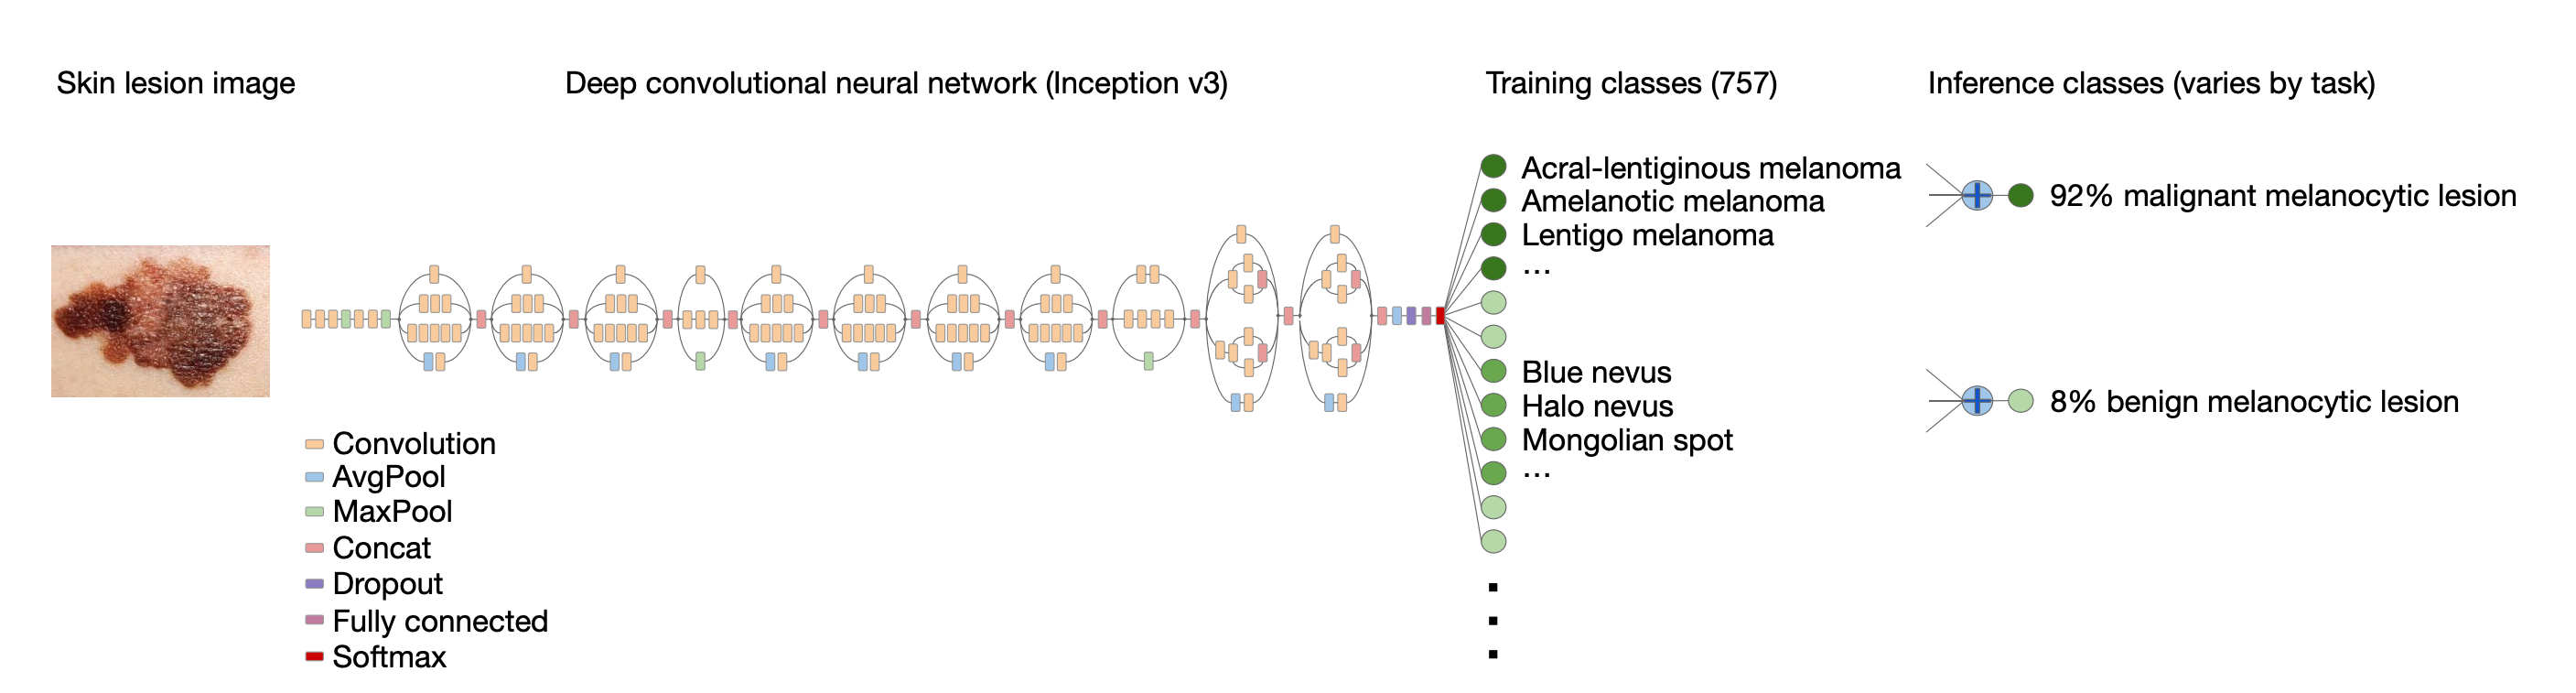 Skin lesion image
Deep convolutional neural network (Inception v3)
Training classes (757)
Inference classes (varies by task)
Acral-lentiginous melanoma
Amelanotic melanoma
Lentigo melanoma
...
Blue nevus
Halo nevus
Mongolian spot
...
92% malignant melanocytic lesion
8% benign melanocytic lesion
Convolution
AvgPool
MaxPool
Concat
Dropout
Fully connected
Softmax